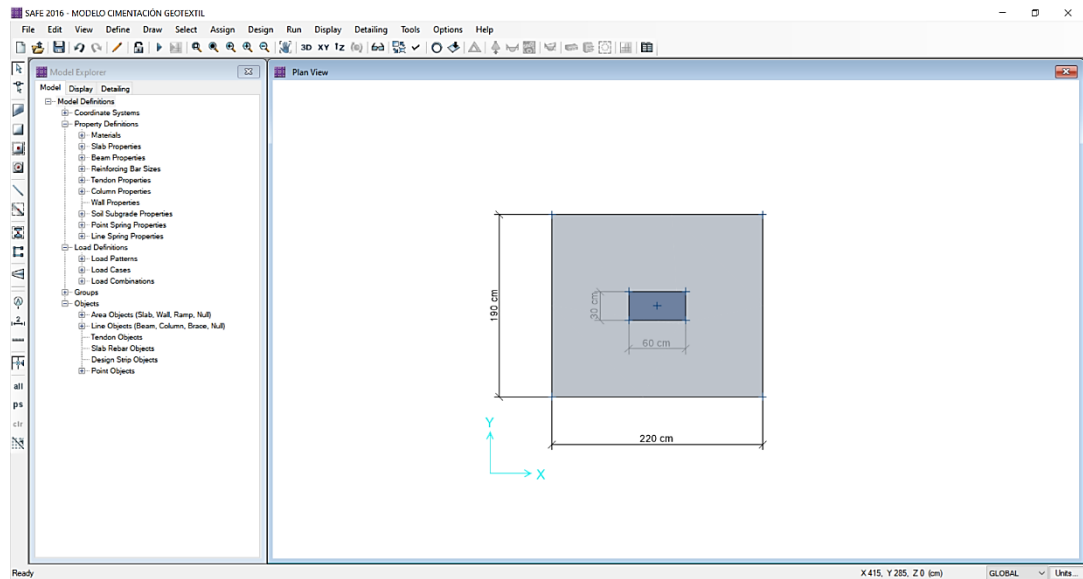 SAFE 2016 - MODELO CIMENTACIÓN GEOTEXTIL
File Edit View Define Draw Select Assign Design Run Display Detailing Tools Options Help
3D XY
Model Explorer
Model Display Detailing
Model Definitions
Coordinate Systems
Property Definitions
Materials
Slab Properties
Beam Properties
Reinforcing Bar Sizes
Tendon Properties
Column Properties
Wall Properties
Soil Subgrade Properties
Point Spring Properties
Line Spring Properties
Load Definitions
Load Patterns
Load Cases
Load Combinations
Groups
Objects
Area Objects (Slab, Wall, Ramp, Null)
Line Objects (Beam, Column, Brace, Null)
Tendon Objects
Slab Rebar Objects
Design Strip Objects
Point Objects
all
ps
clr
Plan View
190 cm
30 cm
60 cm
220 cm
Y
X
Ready
X 415, Y 285, Z 0 (cm)
GLOBAL
Units...